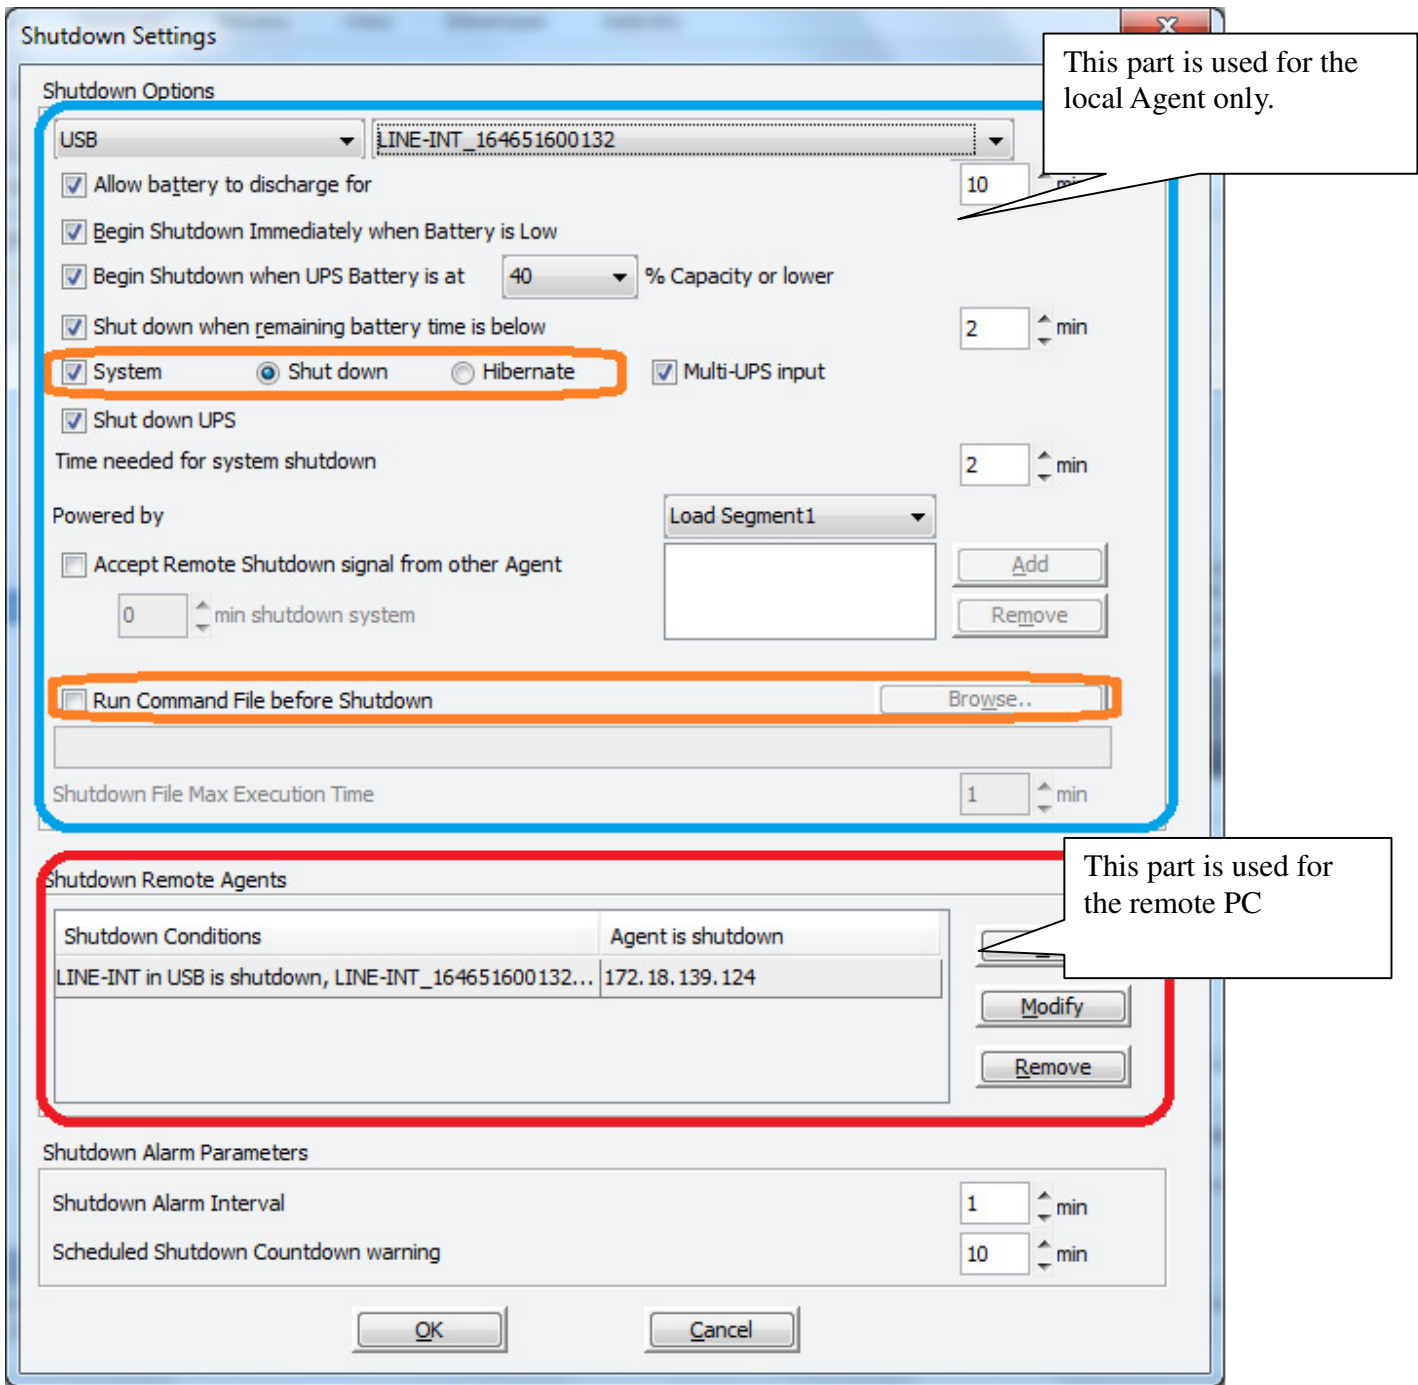 Shutdown Settings
This part is used for the
local Agent only.
Shutdown Options
USB
LINE-INT_164651600132
Allow battery to discharge for
10
min
Begin Shutdown Immediately when Battery is Low
Begin Shutdown when UPS Battery is at 40 % Capacity or lower
Shut down when remaining battery time is below 2 min
System Shut down Hibernate Multi-UPS input
Shut down UPS
Time needed for system shutdown 2 min
Powered by Load Segment1
Accept Remote Shutdown signal from other Agent Add
0 min shutdown system Remove
Run Command File before Shutdown Browse..
Shutdown File Max Execution Time 1 min
This part is used for
the remote PC
Shutdown Remote Agents
Shutdown Conditions Agent is shutdown
LINE-INT in USB is shutdown, LINE-INT_164651600132... 172.18.139.124
Modify
Remove
Shutdown Alarm Parameters
Shutdown Alarm Interval 1 min
Scheduled Shutdown Countdown warning 10 min
OK Cancel